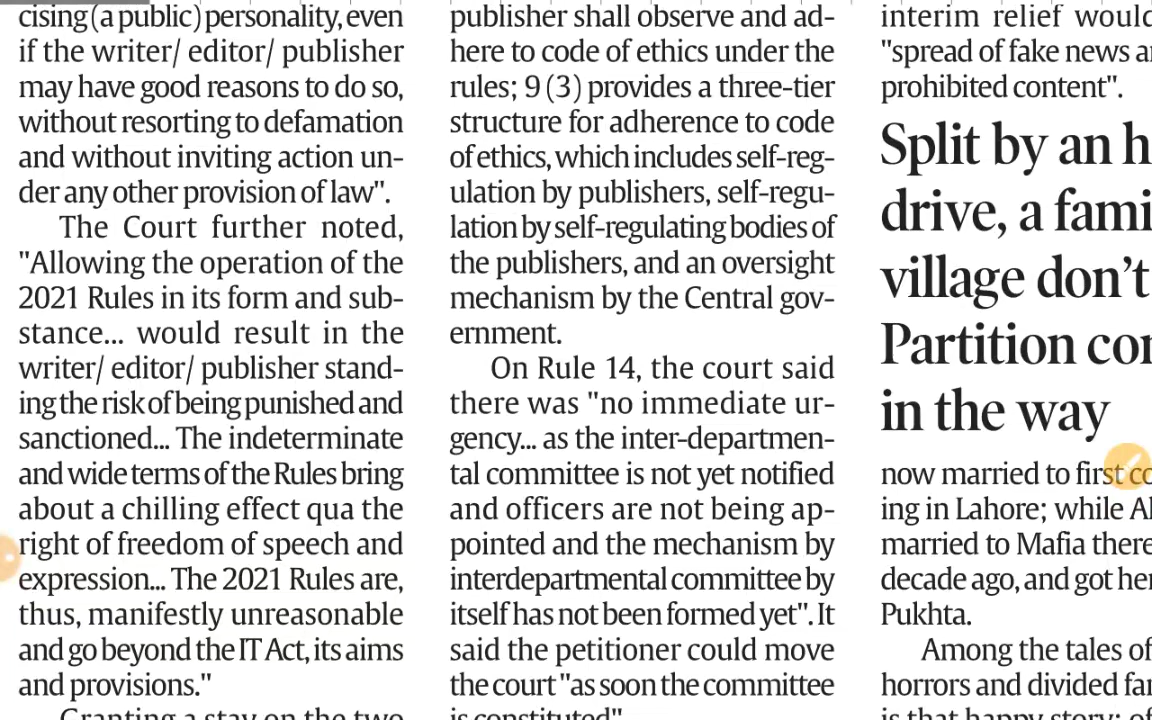 cising (a public) personality, even
if the writer/ editor/ publisher
may have good reasons to do so,
without resorting to defamation
and without inviting action un-
der any other provision of law".
The Court further noted,
"Allowing the operation of the
2021 Rules in its form and sub-
stance... would result in the
writer/ editor/ publisher stand-
ing the risk of being punished and
sanctioned... The indeterminate
and wide terms of the Rules bring
about a chilling effect qua the
right of freedom of speech and
expression... The 2021 Rules are,
thus, manifestly unreasonable
and go beyond the IT Act, its aims
and provisions."
Granting a stay on the two
publisher shall observe and ad-
here to code of ethics under the
rules; 9 (3) provides a three-tier
structure for adherence to code
of ethics, which includes self-reg-
ulation by publishers, self-regu-
lation by self-regulating bodies of
the publishers, and an oversight
mechanism by the Central gov-
ernment.
On Rule 14, the court said
there was "no immediate ur-
gency... as the inter-departmen-
tal committee is not yet notified
and officers are not being ap-
pointed and the mechanism by
interdepartmental committee by
itself has not been formed yet". It
said the petitioner could move
the court "as soon the committee
is constituted".
interim relief would
"spread of fake news
prohibited content".
Split by an
drive, a
village don't
Partition
in the way
now married to first
ing in Lahore; while
married to Mafia there
decade ago, and got
Pukhta.
Among the tales of
horrors and divided
is that happy story: